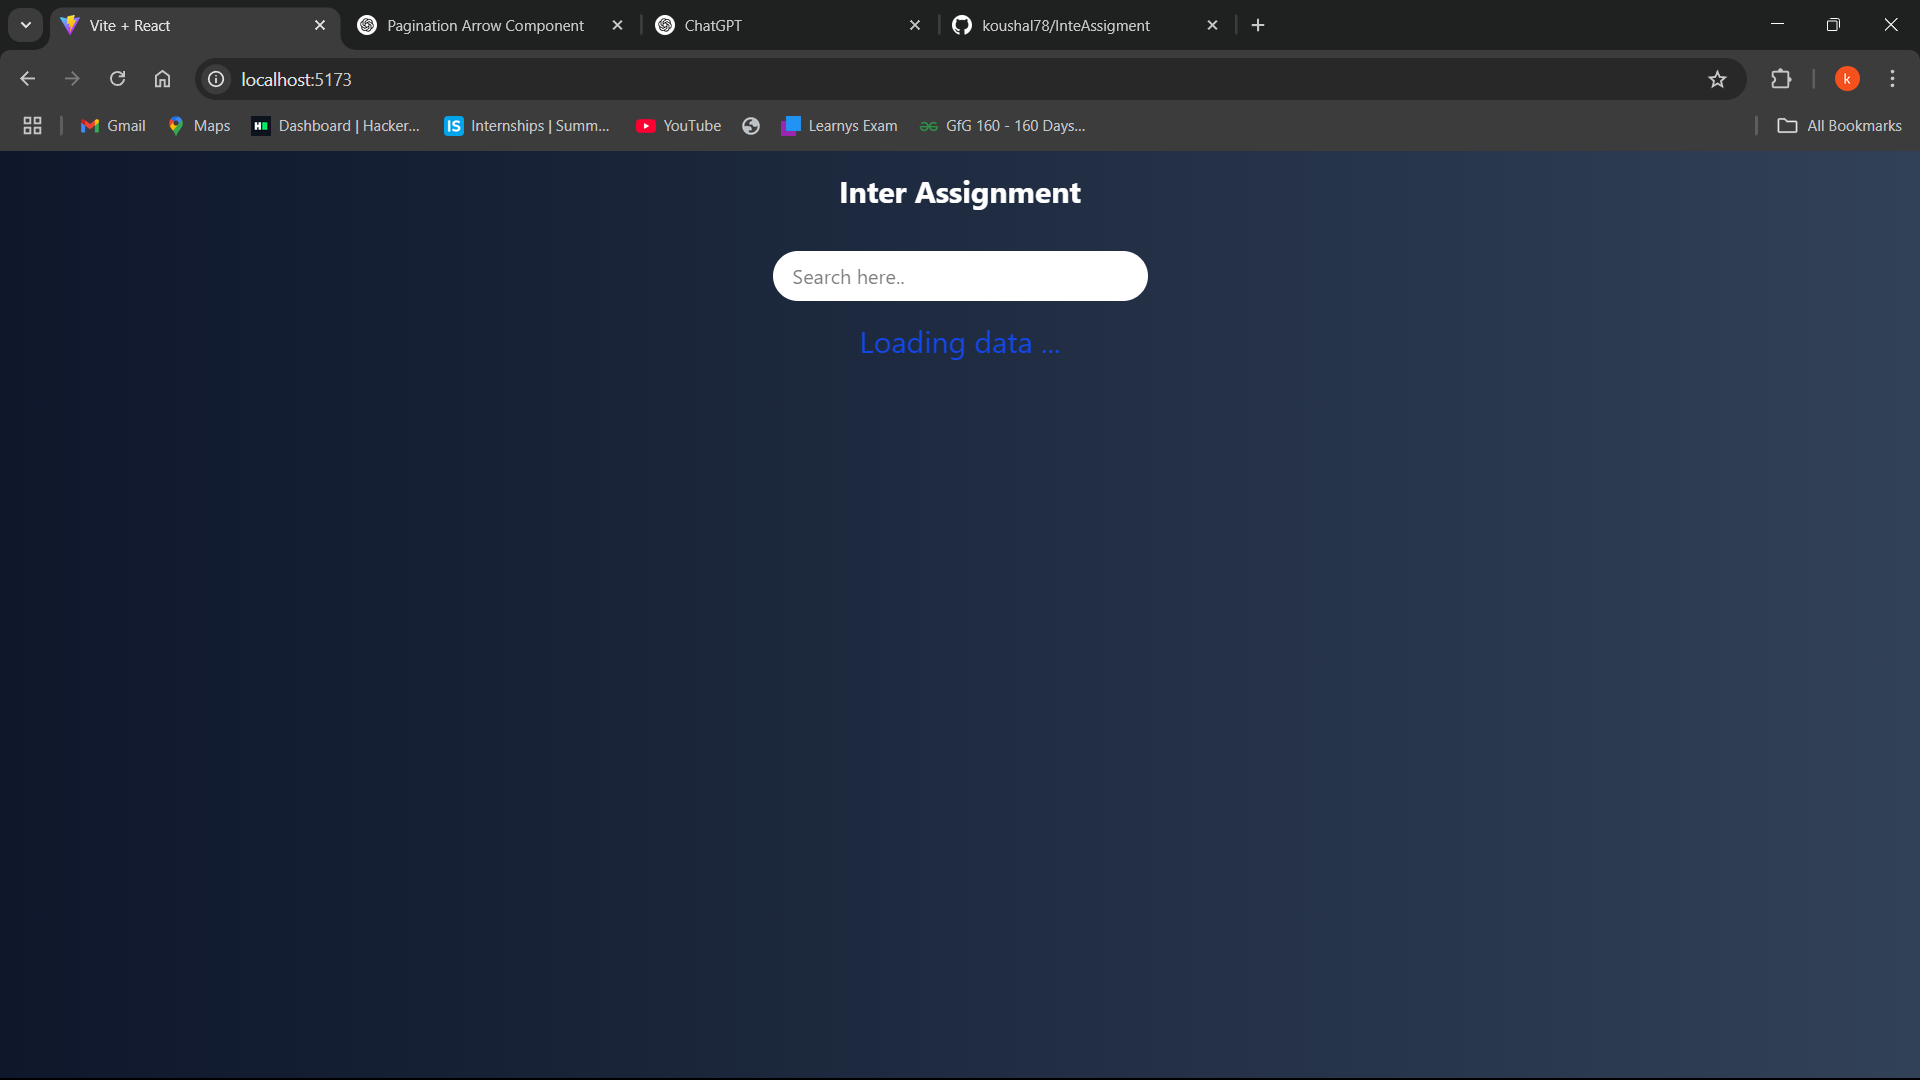 Vite + React
Pagination Arrow Component
ChatGPT
koushal78/InteAssigment
localhost:5173
k
Gmail
Maps
Dashboard | Hacker...
IS
Internships | Summ...
YouTube
Learnys Exam
GfG 160 - 160 Days...
All Bookmarks
Inter Assignment
Search here..
Loading data ...